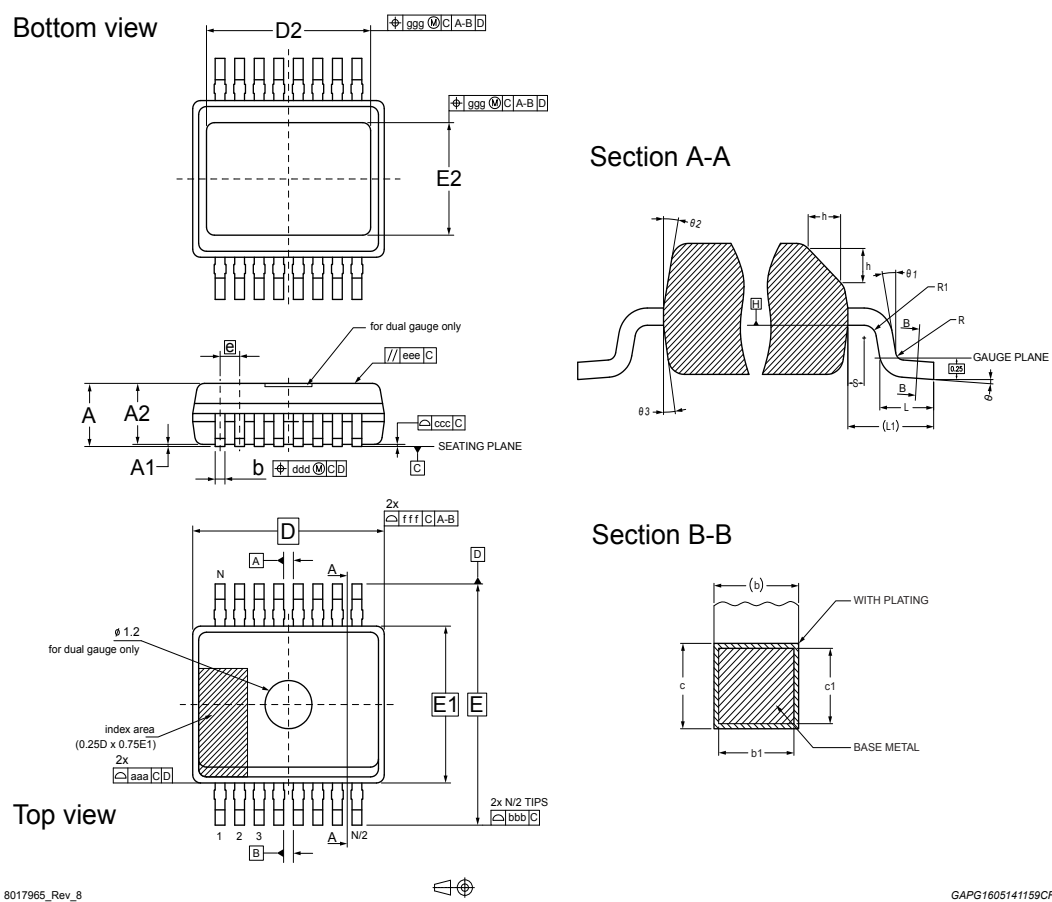 Bottom view
D2
⌖ ggg Ⓜ C A-B D
⌖ ggg Ⓜ C A-B D
E2
for dual gauge only
e
// eee C
A
A2
A1
b
⌖ ddd Ⓜ C D
⌓ ccc C
SEATING PLANE
C
2x
⌓ fff C A-B
D
A
N
A
D
ø 1.2
for dual gauge only
E1
E
index area
(0.25D x 0.75E1)
2x
⌓ aaa C D
Top view
1 2 3
A
N/2
B
2x N/2 TIPS
⌓ bbb C
Section A-A
θ2
h
h
θ1
R1
H
B
R
GAUGE PLANE
0.25
S
B
θ
L
θ3
(L1)
Section B-B
(b)
WITH PLATING
c
c1
b1
BASE METAL
8017965_Rev_8
GAPG1605141159CF